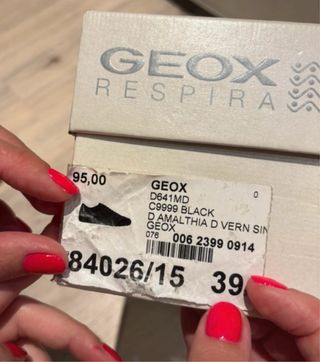 GEOX
RESPIRA
95,00
GEOX
0
D641MD
C9999 BLACK
D AMALTHIA D VERN SIN
GEOX
076
006 2399 0914
84026/15
39